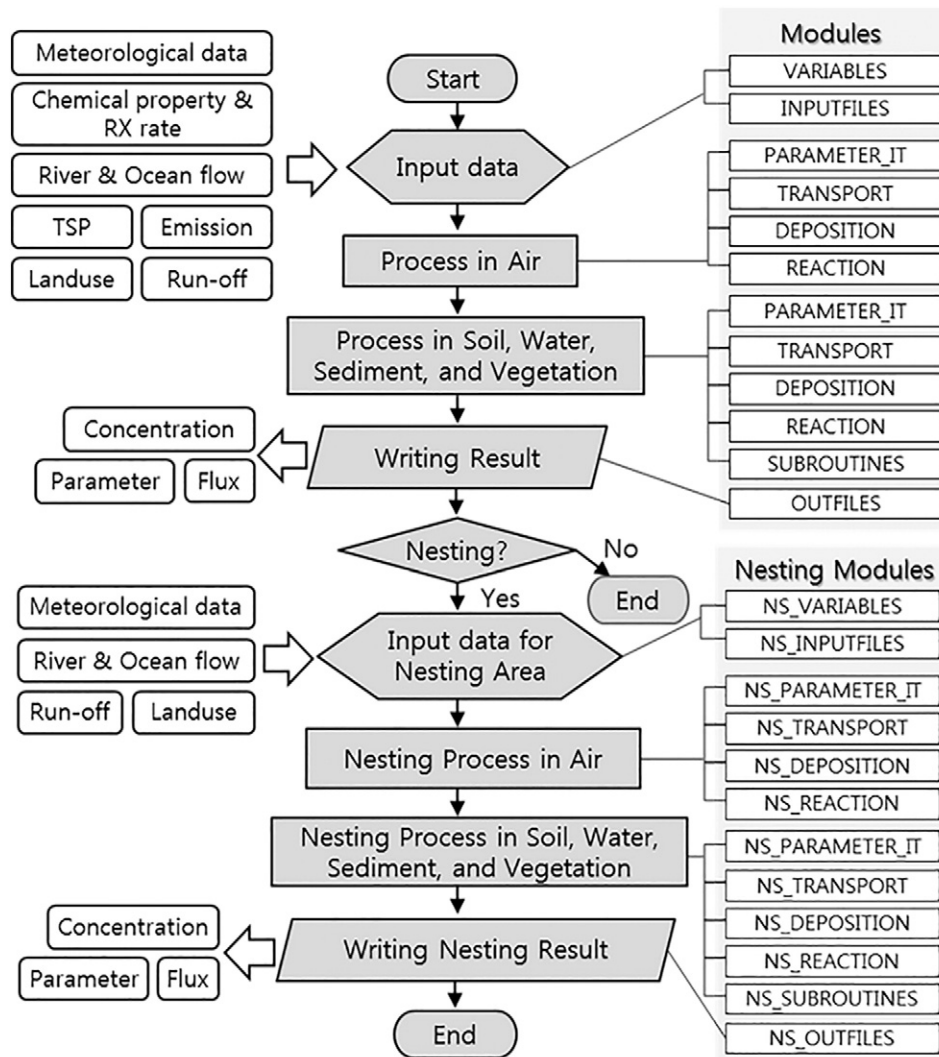 Meteorological data
Chemical property &
RX rate
River & Ocean flow
TSP
Emission
Landuse
Run-off
Start
Input data
Process in Air
Process in Soil, Water,
Sediment, and Vegetation
Concentration
Parameter
Flux
Writing Result
Nesting?
No
End
Yes
Meteorological data
River & Ocean flow
Run-off
Landuse
Input data for
Nesting Area
Nesting Process in Air
Nesting Process in Soil, Water,
Sediment, and Vegetation
Concentration
Parameter
Flux
Writing Nesting Result
End
Modules
VARIABLES
INPUTFILES
PARAMETER_IT
TRANSPORT
DEPOSITION
REACTION
PARAMETER_IT
TRANSPORT
DEPOSITION
REACTION
SUBROUTINES
OUTFILES
Nesting Modules
NS_VARIABLES
NS_INPUTFILES
NS_PARAMETER_IT
NS_TRANSPORT
NS_DEPOSITION
NS_REACTION
NS_PARAMETER_IT
NS_TRANSPORT
NS_DEPOSITION
NS_REACTION
NS_SUBROUTINES
NS_OUTFILES